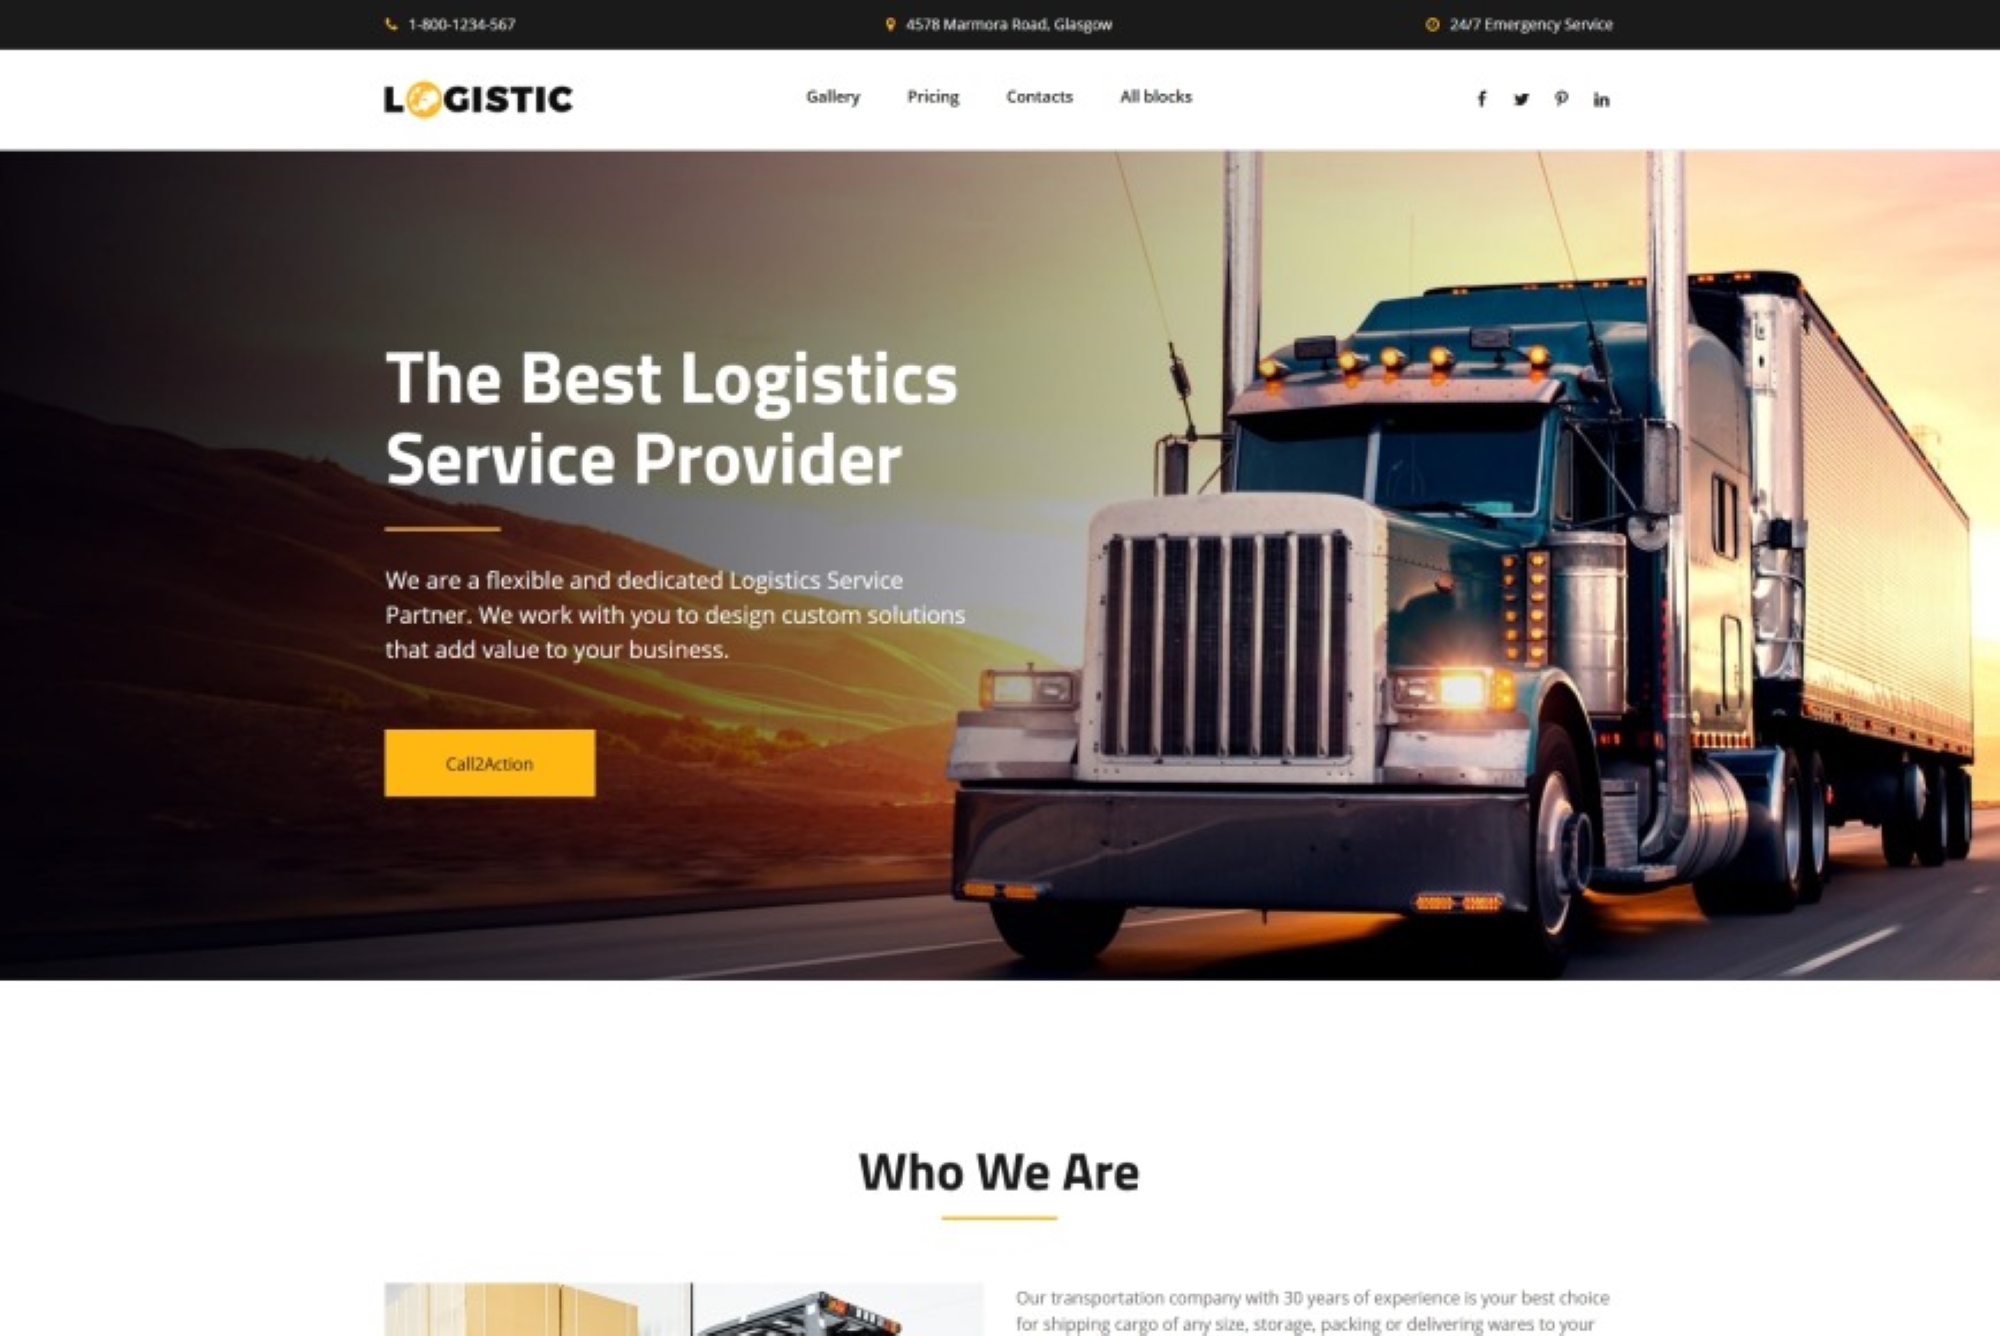 1-800-1234-567
4578 Marmora Road, Glasgow
24/7 Emergency Service
LOGISTIC
Gallery
Pricing
Contacts
All blocks
The Best Logistics
Service Provider
We are a flexible and dedicated Logistics Service
Partner. We work with you to design custom solutions
that add value to your business.
Call2Action
Who We Are
Our transportation company with 30 years of experience is your best choice
for shipping cargo of any size, storage, packing or delivering wares to your